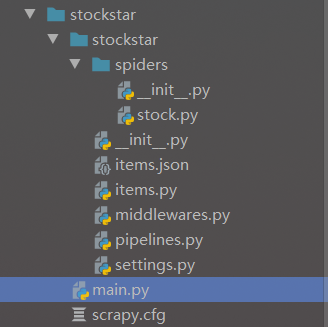 stockstar
stockstar
spiders
__init__.py
stock.py
__init__.py
items.json
items.py
middlewares.py
pipelines.py
settings.py
main.py
scrapy.cfg